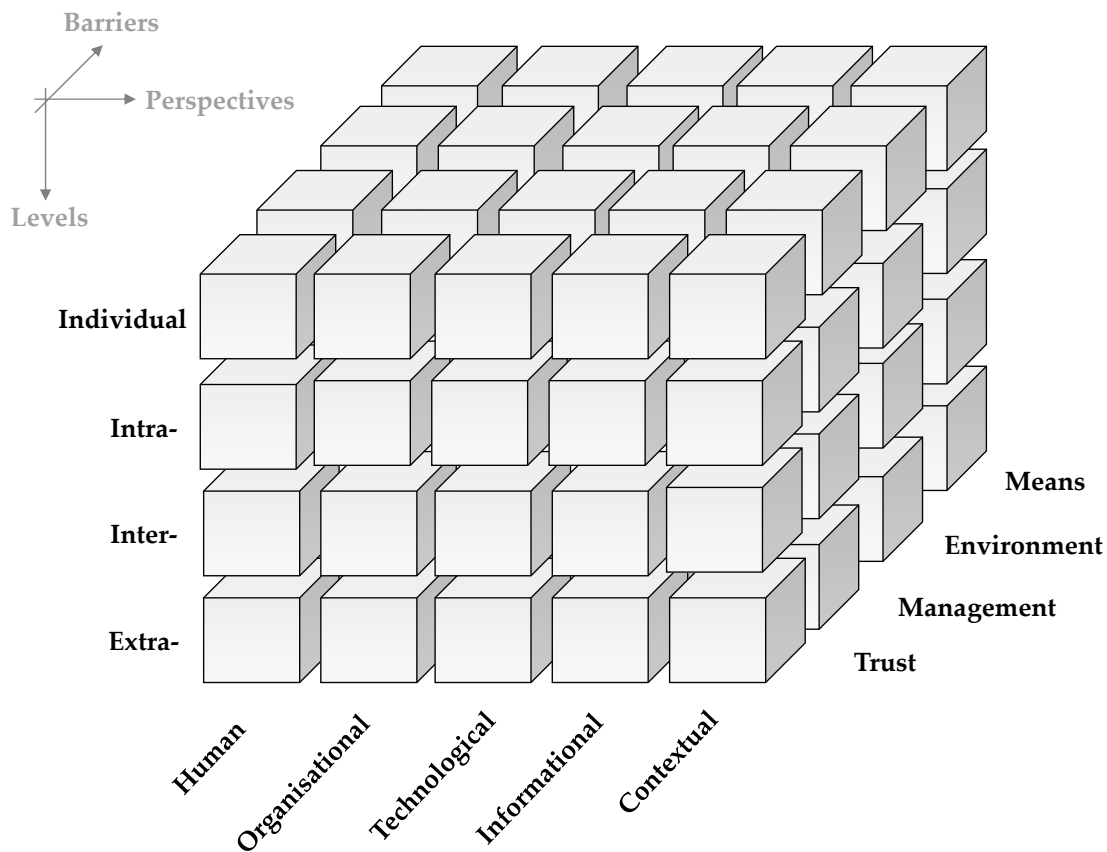 Barriers
Perspectives
Levels
Individual
Intra-
Inter-
Extra-
Means
Environment
Management
Trust
Human
Organisational
Technological
Informational
Contextual